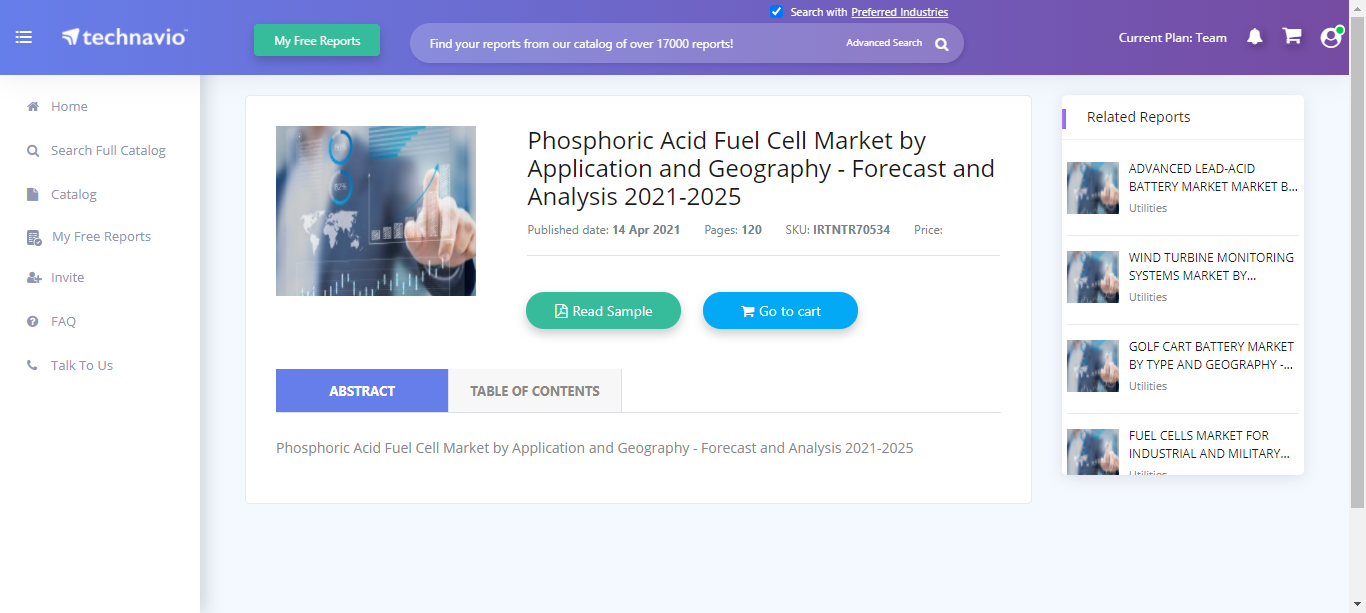 Search with Preferred Industries
technavio
My Free Reports
Find your reports from our catalog of over 17000 reports!
Advanced Search
Current Plan: Team
Home
Search Full Catalog
Catalog
My Free Reports
Invite
FAQ
Talk To Us
Phosphoric Acid Fuel Cell Market by
Application and Geography - Forecast and
Analysis 2021-2025
Published date: 14 Apr 2021 Pages: 120 SKU: IRTNTR70534 Price:
Read Sample
Go to cart
ABSTRACT
TABLE OF CONTENTS
Phosphoric Acid Fuel Cell Market by Application and Geography - Forecast and Analysis 2021-2025
Related Reports
ADVANCED LEAD-ACID
BATTERY MARKET MARKET B...
Utilities
WIND TURBINE MONITORING
SYSTEMS MARKET BY...
Utilities
GOLF CART BATTERY MARKET
BY TYPE AND GEOGRAPHY -...
Utilities
FUEL CELLS MARKET FOR
INDUSTRIAL AND MILITARY...
Utilities